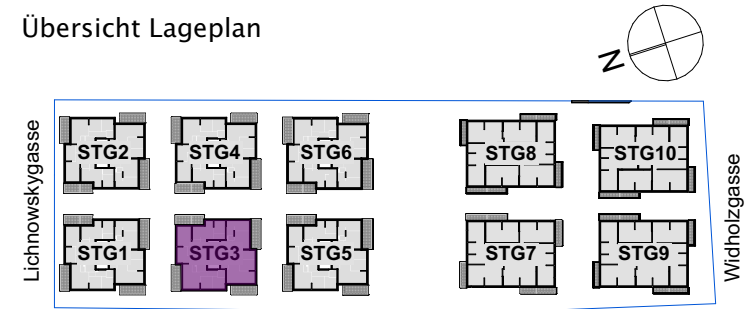 Übersicht Lageplan
N
Lichnowskygasse
STG2 STG4 STG6 STG8 STG10
STG1 STG3 STG5 STG7 STG9
Widholzgasse